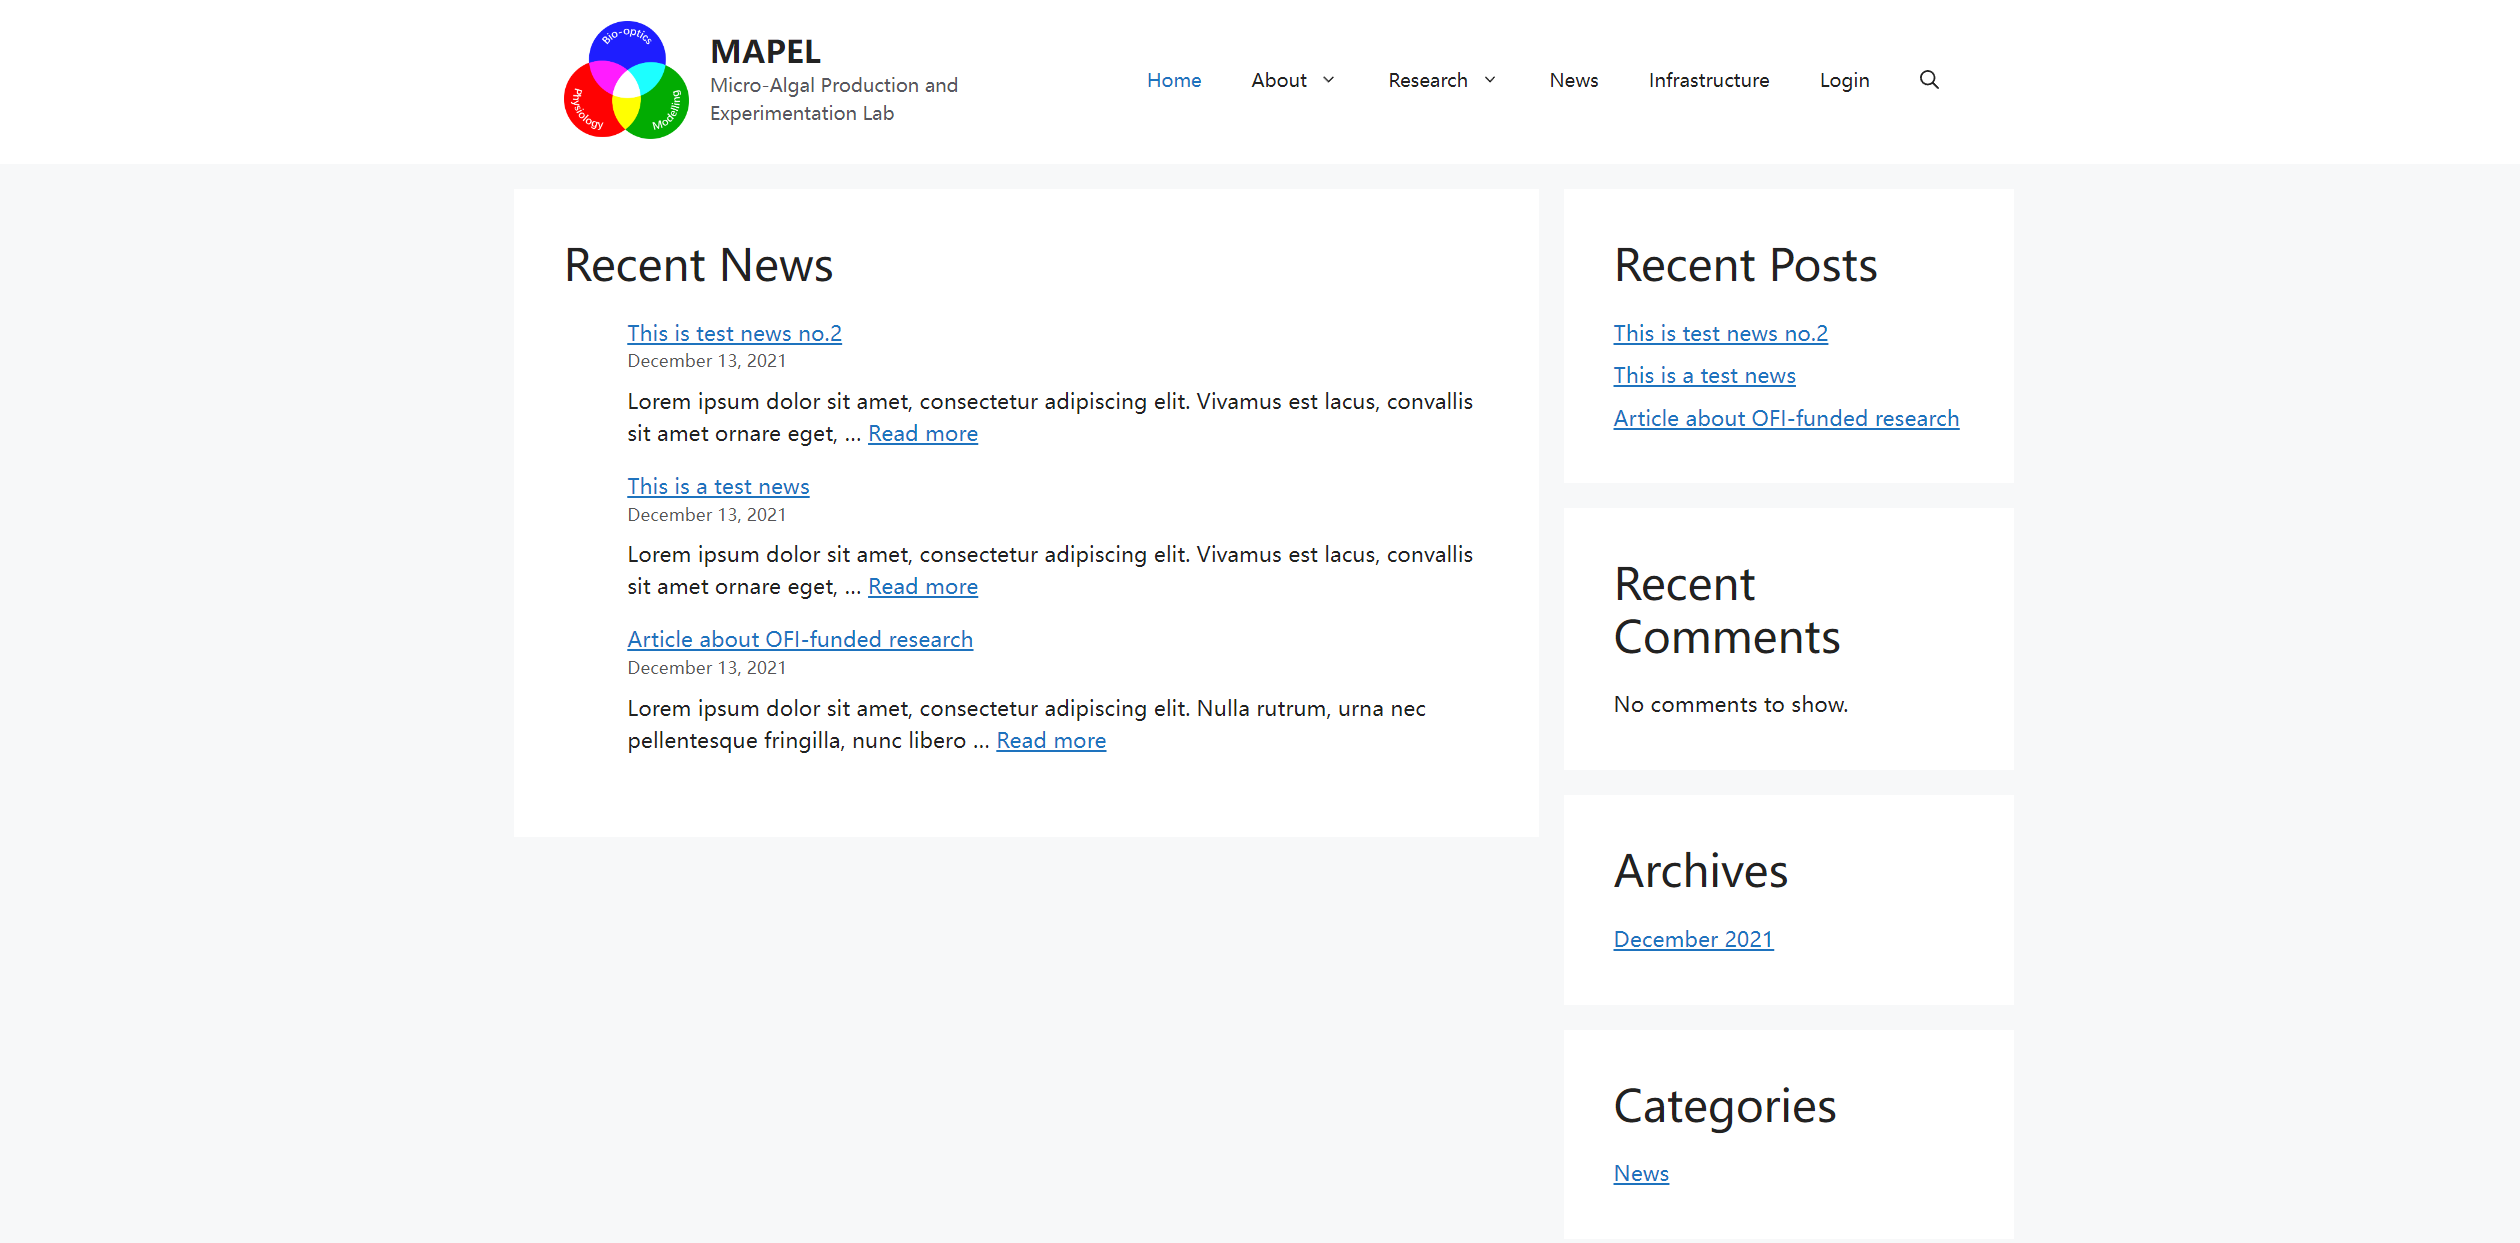 Bio-optics
Physiology
Modelling
MAPEL
Micro-Algal Production and
Experimentation Lab
Home
About
Research
News
Infrastructure
Login
Recent News
This is test news no.2
December 13, 2021
Lorem ipsum dolor sit amet, consectetur adipiscing elit. Vivamus est lacus, convallis
sit amet ornare eget, … Read more
This is a test news
December 13, 2021
Lorem ipsum dolor sit amet, consectetur adipiscing elit. Vivamus est lacus, convallis
sit amet ornare eget, … Read more
Article about OFI-funded research
December 13, 2021
Lorem ipsum dolor sit amet, consectetur adipiscing elit. Nulla rutrum, urna nec
pellentesque fringilla, nunc libero … Read more
Recent Posts
This is test news no.2
This is a test news
Article about OFI-funded research
Recent
Comments
No comments to show.
Archives
December 2021
Categories
News